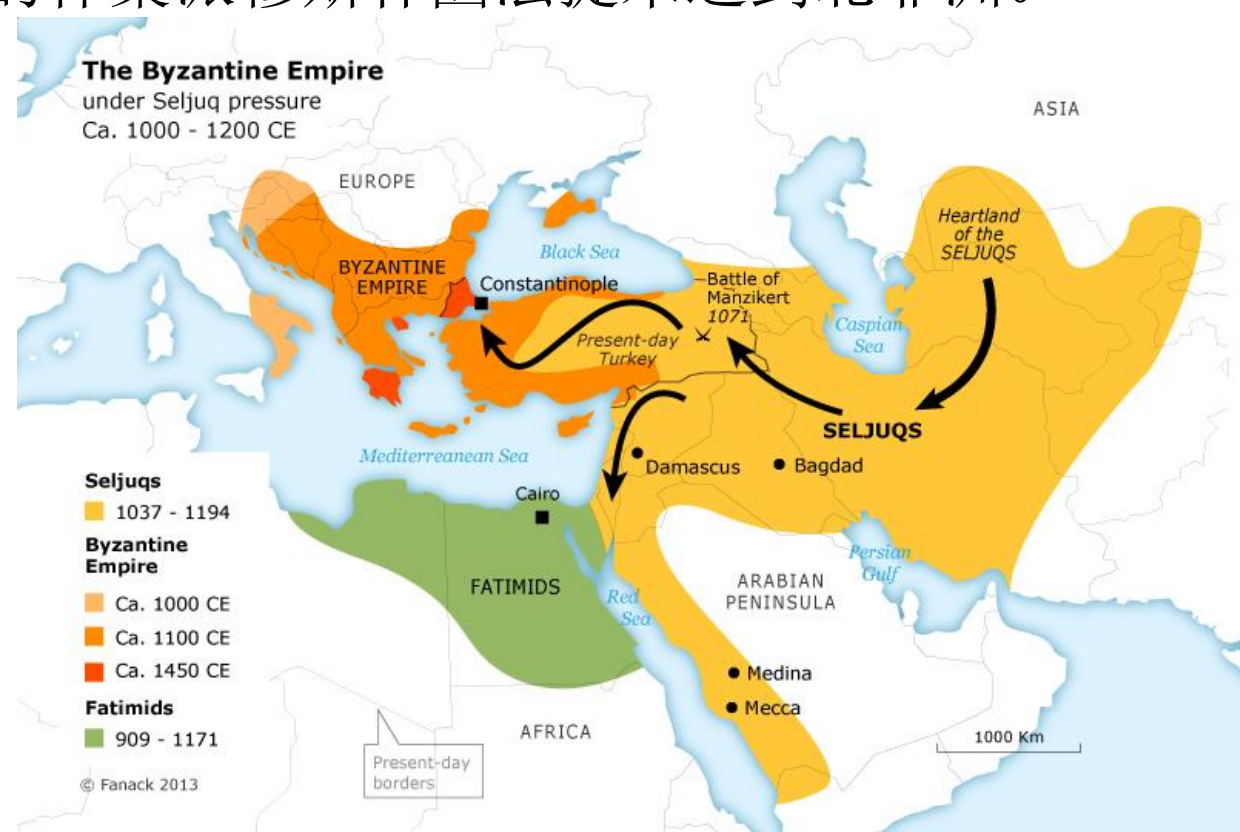 The Byzantine Empire
under Seljuq pressure
Ca. 1000 - 1200 CE
ASIA
EUROPE
Heartland
of the
SELJUQS
Black Sea
BYZANTINE
EMPIRE
Constantinople
Battle of
Manzikert
1071
Caspian
Sea
Present-day
Turkey
SELJUQS
Mediterranean Sea
Damascus
Bagdad
Cairo
Seljuqs
1037 - 1194
Byzantine
Empire
Ca. 1000 CE
Ca. 1100 CE
Ca. 1450 CE
Fatimids
909 - 1171
© Fanack 2013
FATIMIDS
Red
Sea
Persian
Gulf
ARABIAN
PENINSULA
Medina
Mecca
AFRICA
Present-day
borders
1000 Km